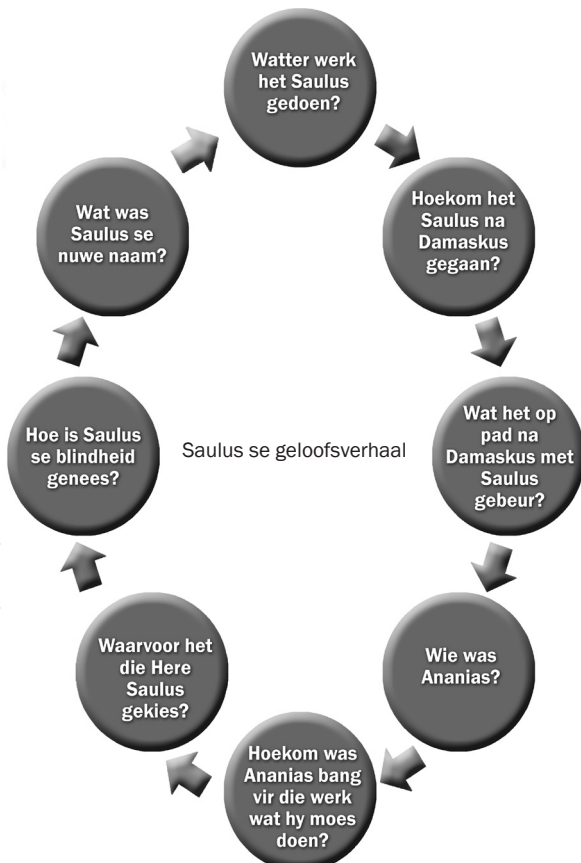 Watter werk
het Saulus
gedoen?
Hoekom het
Saulus na
Damaskus
gegaan?
Wat het op
pad na
Damaskus met
Saulus
gebeur?
Wie was
Ananias?
Hoekom was
Ananias bang
vir die werk
wat hy moes
doen?
Waarvoor het
die Here
Saulus
gekies?
Hoe is Saulus
se blindheid
genees?
Wat was
Saulus se
nuwe naam?
Saulus se geloofsverhaal